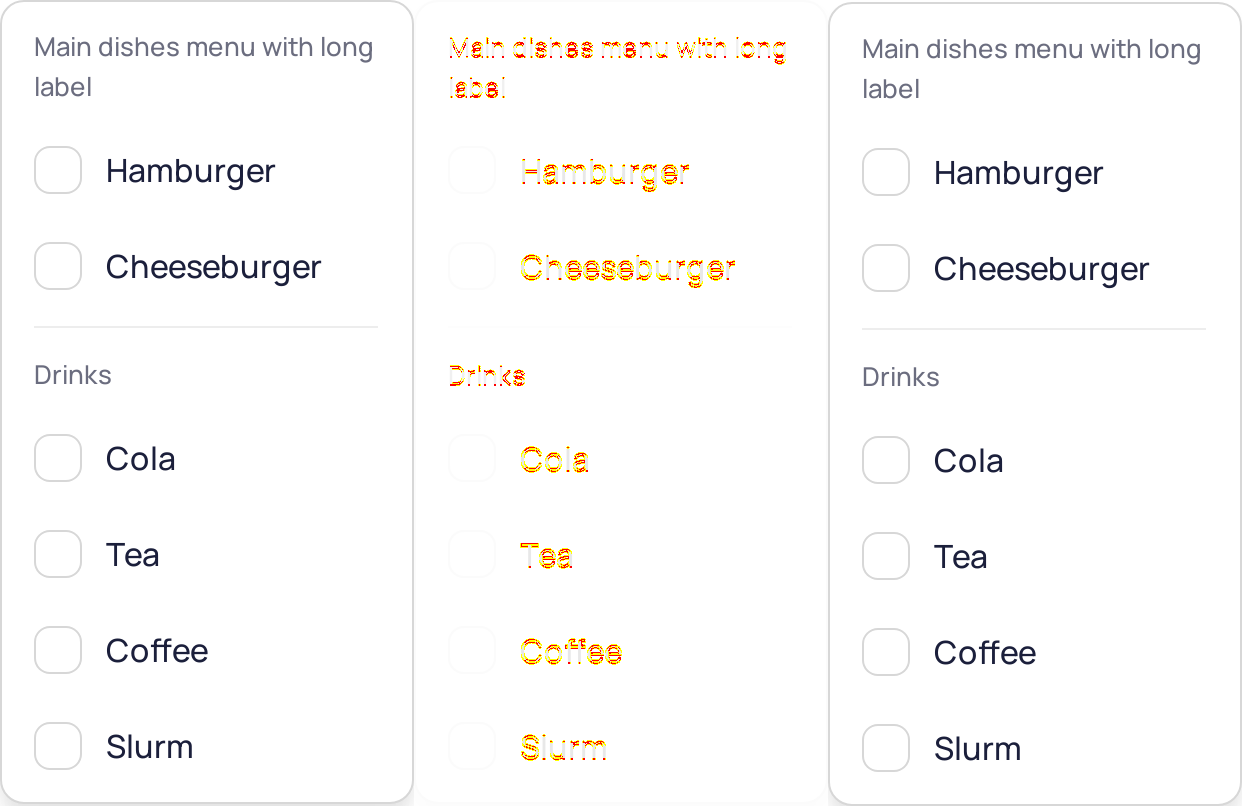 Main dishes menu with long
label
Hamburger
Cheeseburger
Drinks
Cola
Tea
Coffee
Slurm
Main dishes menu with long
label
Hamburger
Cheeseburger
Drinks
Cola
Tea
Coffee
Slurm
Main dishes menu with long
label
Hamburger
Cheeseburger
Drinks
Cola
Tea
Coffee
Slurm